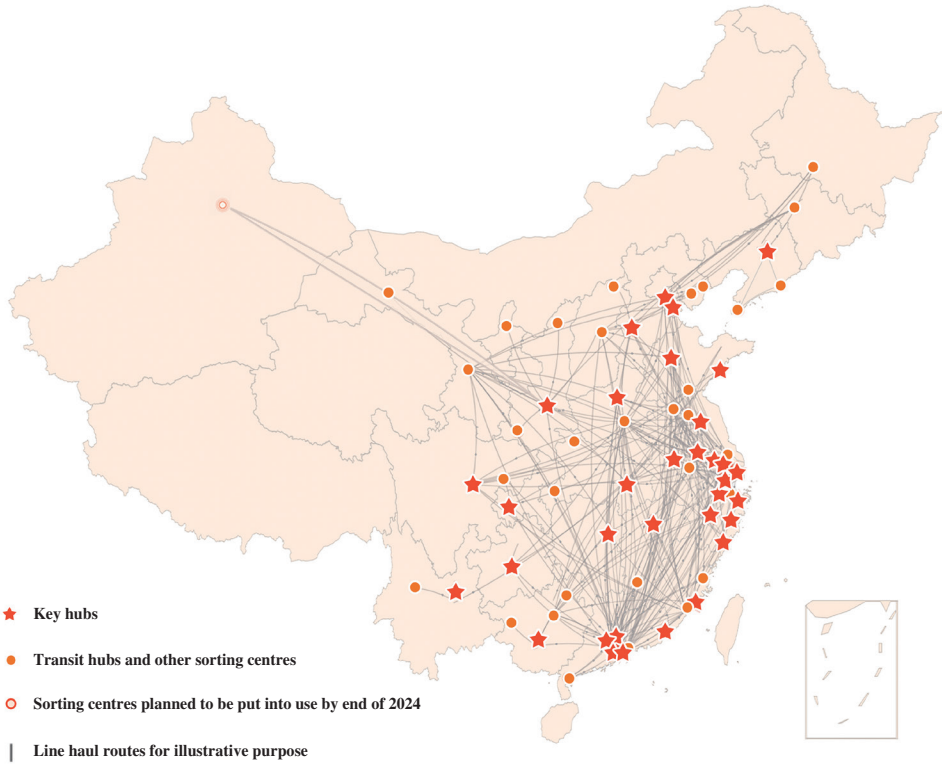 Key hubs
Transit hubs and other sorting centres
Sorting centres planned to be put into use by end of 2024
Line haul routes for illustrative purpose